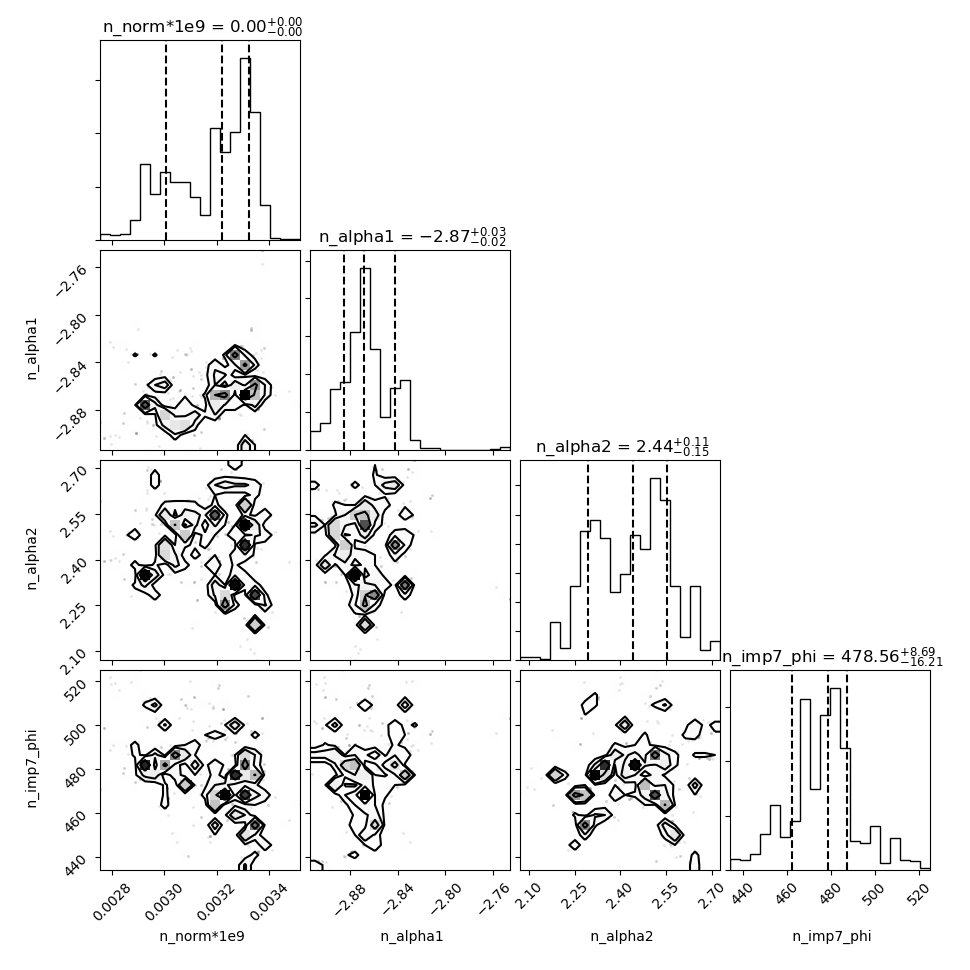 n_norm*1e9 = 0.00+0.00−0.00
n_alpha1 = −2.87+0.03−0.02
n_alpha1
−2.76
−2.80
−2.84
−2.88
n_alpha2 = 2.44+0.11−0.15
n_alpha2
2.70
2.55
2.40
2.25
2.10
n_imp7_phi = 478.56+8.69−16.21
n_imp7_phi
520
500
480
460
440
0.0028 0.0030 0.0032 0.0034
−2.88 −2.84 −2.80 −2.76
2.10 2.25 2.40 2.55 2.70
440 460 480 500 520
n_norm*1e9 n_alpha1 n_alpha2 n_imp7_phi